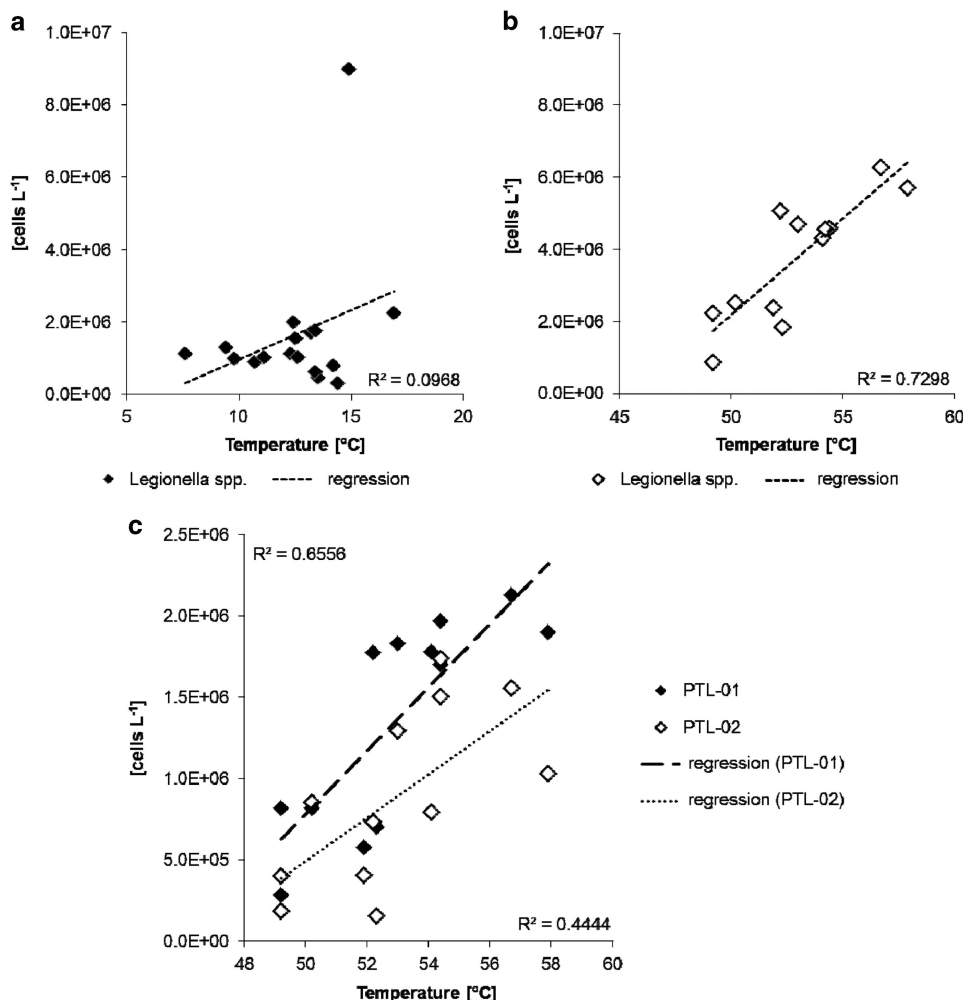 a
1.0E+07
8.0E+06
6.0E+06
4.0E+06
2.0E+06
0.0E+00
[cells L-1]
5 10 15 20
Temperature [ºC]
R² = 0.0968
Legionella spp. regression
b
1.0E+07
8.0E+06
6.0E+06
4.0E+06
2.0E+06
0.0E+00
[cells L-1]
45 50 55 60
Temperature [ºC]
R² = 0.7298
Legionella spp. regression
c
2.5E+06
2.0E+06
1.5E+06
1.0E+06
5.0E+05
0.0E+00
[cells L-1]
R² = 0.6556
R² = 0.4444
48 50 52 54 56 58 60
Temperature [ºC]
PTL-01
PTL-02
regression (PTL-01)
regression (PTL-02)